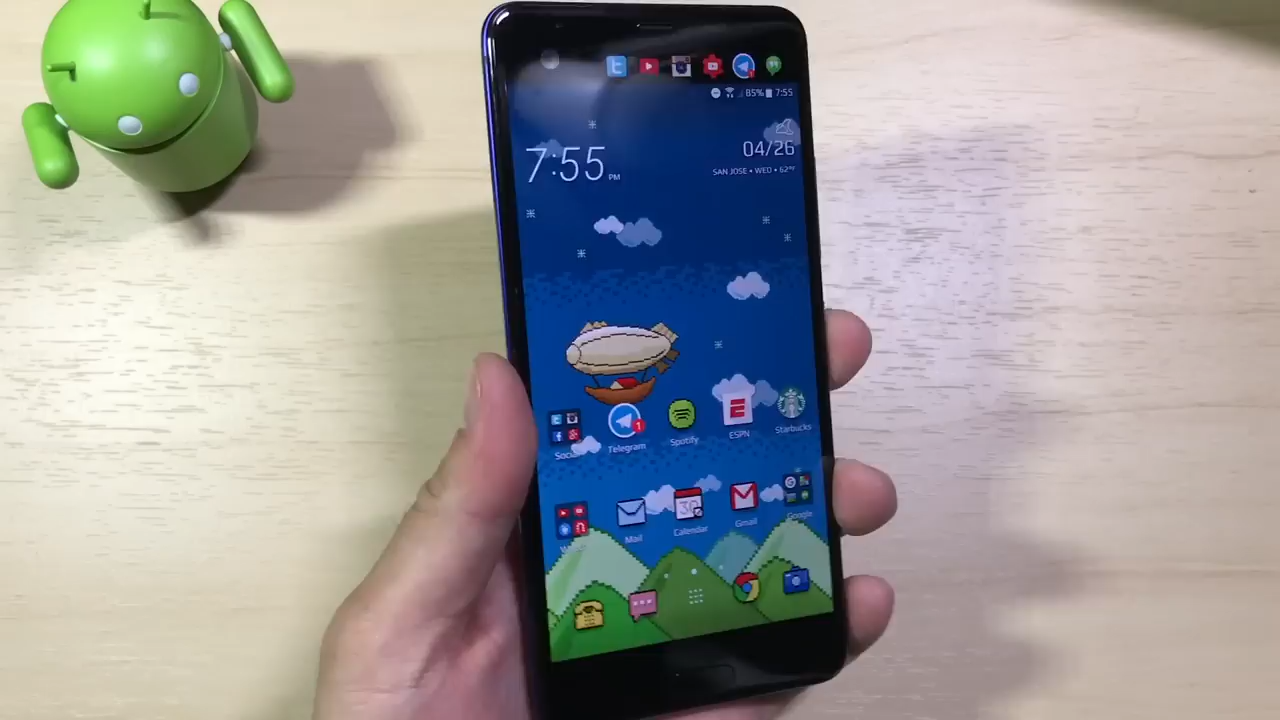 85% 7:55
7:55 PM
04/26
SAN JOSE • WED • 62°F
Telegram
Spotify
ESPN
Starbucks
Mail
Calendar
Gmail
Google